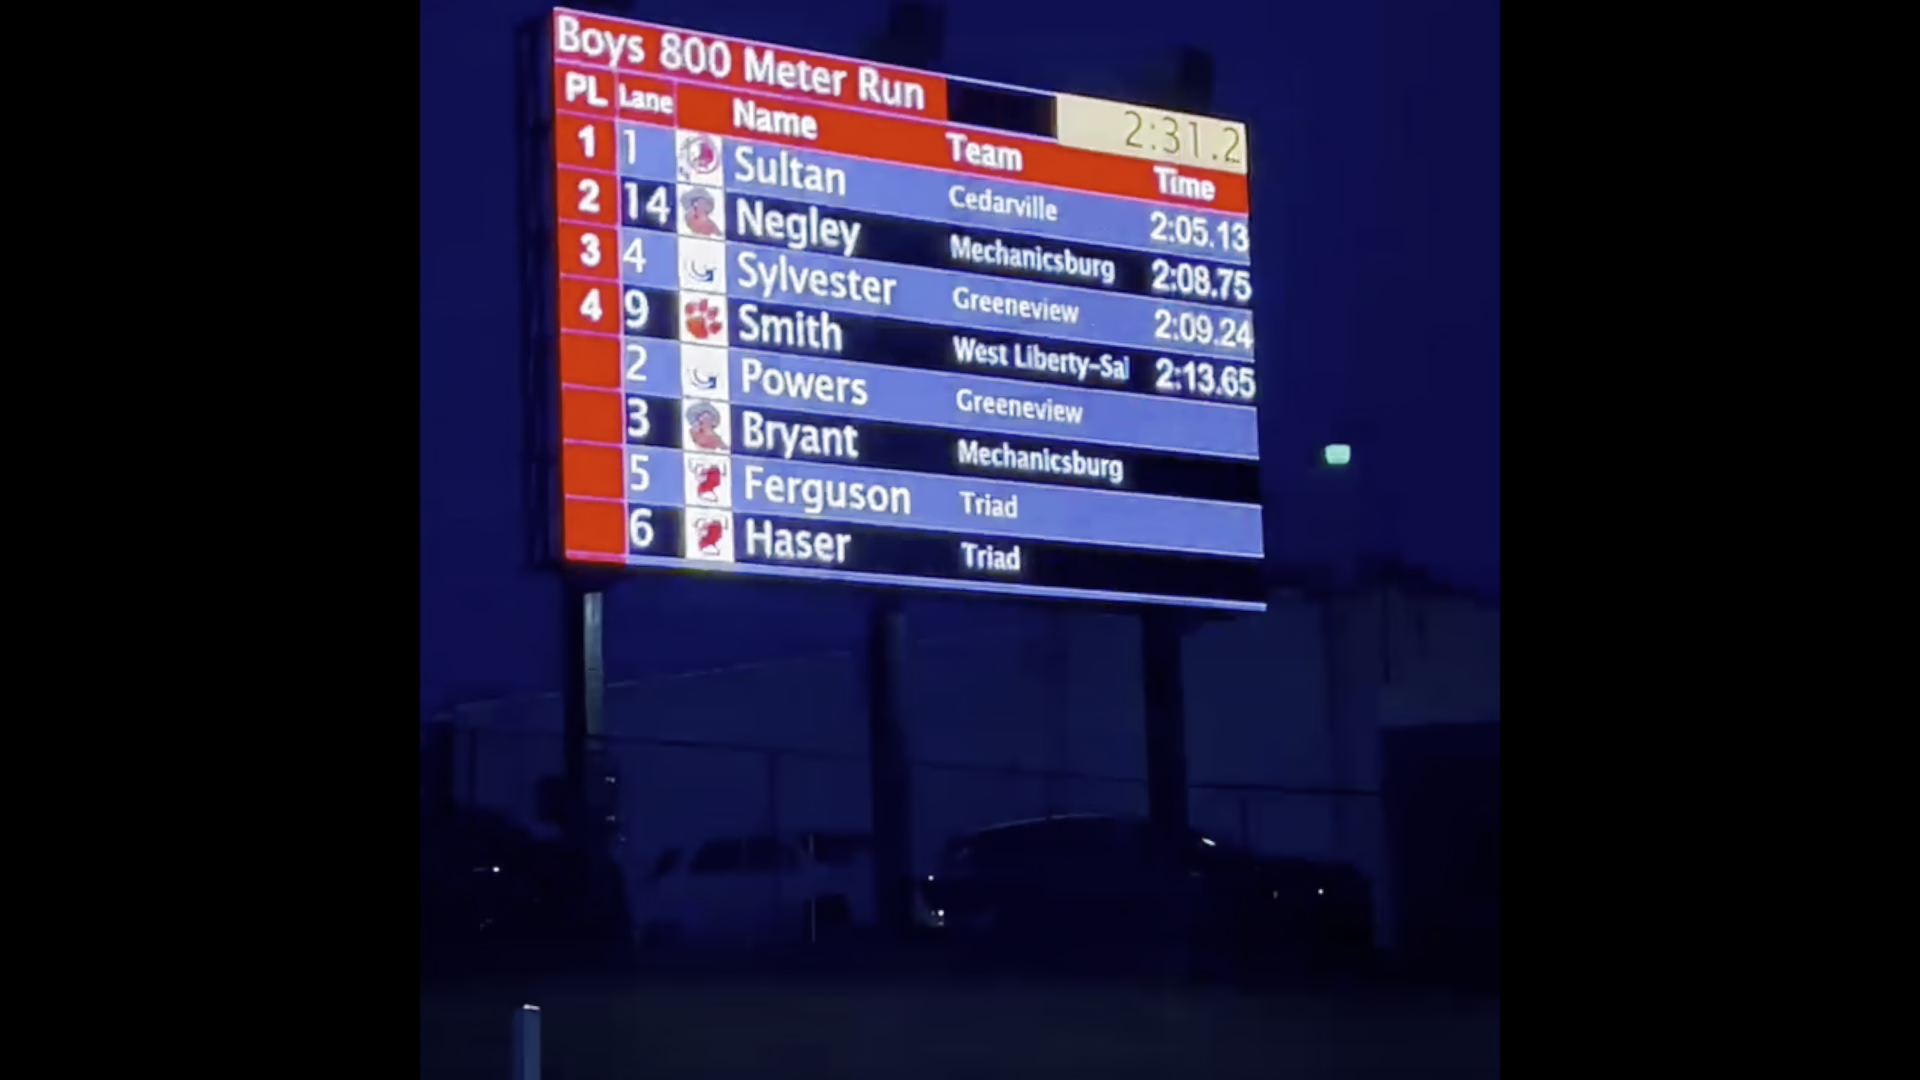 Boys 800 Meter Run
2:31.2
PL Lane Name Team Time
1 1 Sultan Cedarville 2:05.13
2 14 Negley Mechanicsburg 2:08.75
3 4 Sylvester Greeneview 2:09.24
4 9 Smith West Liberty-Sal 2:13.65
2 Powers Greeneview
3 Bryant Mechanicsburg
5 Ferguson Triad
6 Haser Triad